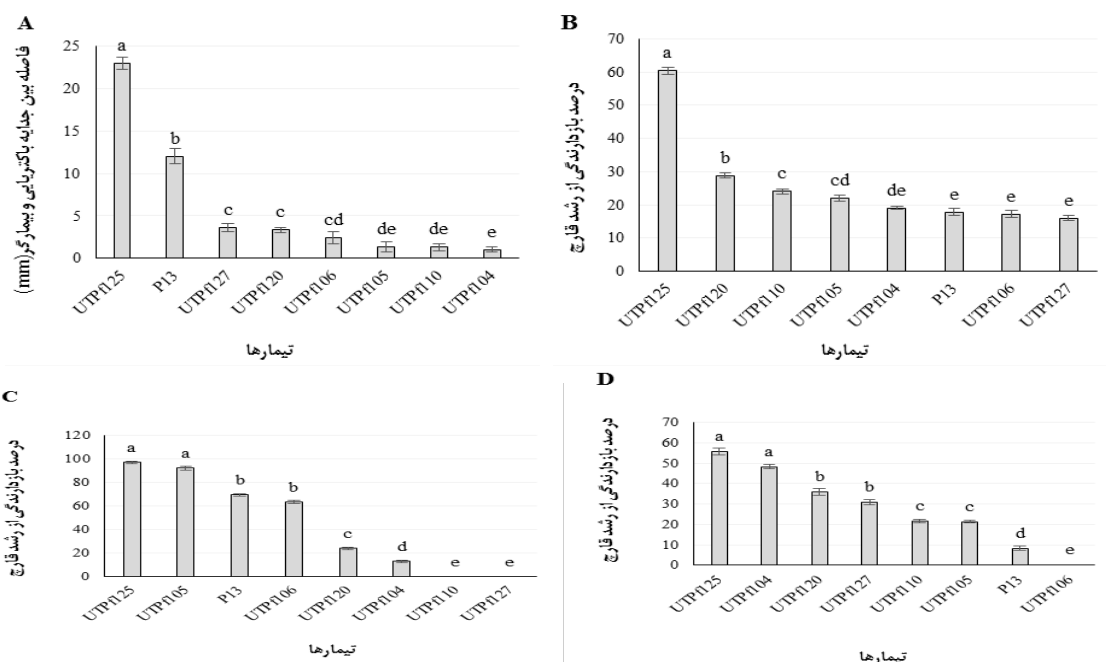 A
فاصله بین جدایه باکتریایی و بیمارگر(mm)
25
20
15
10
5
0
a
b
c
c
cd
de
de
e
UTPf125
P13
UTPf127
UTPf120
UTPf106
UTPf105
UTPf110
UTPf104
تیمارها
B
درصد بازدارندگی از رشد قارچ
70
60
50
40
30
20
10
0
a
b
c
cd
de
e
e
e
UTPf125
UTPf120
UTPf110
UTPf105
UTPf104
P13
UTPf106
UTPf127
تیمارها
C
درصد بازدارندگی از رشد قارچ
120
100
80
60
40
20
0
a
a
b
b
c
d
e
e
UTPf125
UTPf105
P13
UTPf106
UTPf120
UTPf104
UTPf110
UTPf127
تیمارها
D
درصد بازدارندگی از رشد قارچ
70
60
50
40
30
20
10
0
a
a
b
b
c
c
d
e
UTPf125
UTPf104
UTPf120
UTPf127
UTPf110
UTPf105
P13
UTPf106
تیمارها